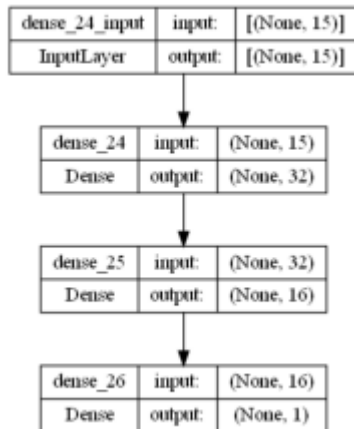 dense_24_input input: [(None, 15)]
InputLayer output: [(None, 15)]
dense_24 input: (None, 15)
Dense output: (None, 32)
dense_25 input: (None, 32)
Dense output: (None, 16)
dense_26 input: (None, 16)
Dense output: (None, 1)